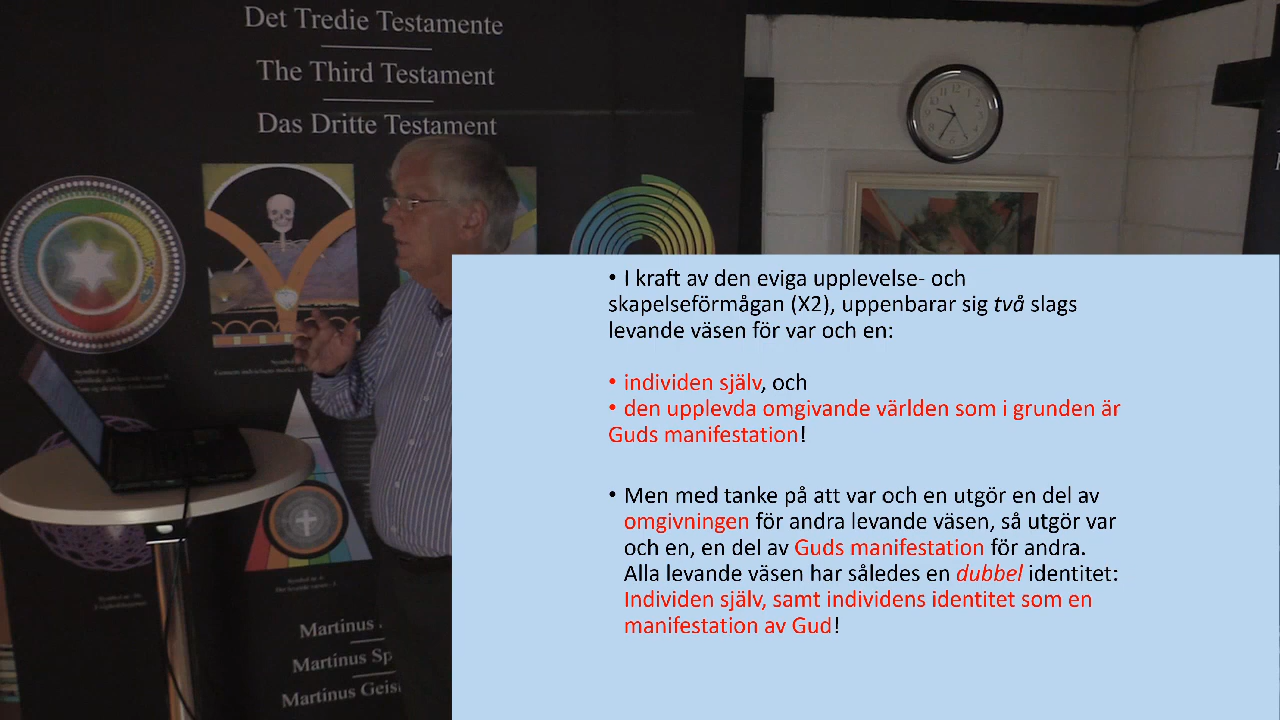 Det Tredie Testamente
The Third Testament
Das Dritte Testament
• I kraft av den eviga upplevelse- och
skapelseförmågan (X2), uppenbarar sig två slags
levande väsen för var och en:
• individen själv, och
• den upplevda omgivande världen som i grunden är
Guds manifestation!
• Men med tanke på att var och en utgör en del av
omgivningen för andra levande väsen, så utgör var
och en, en del av Guds manifestation för andra.
Alla levande väsen har således en dubbel identitet:
Individen själv, samt individens identitet som en
manifestation av Gud!
Martinus
Martinus Sp
Martinus Geis